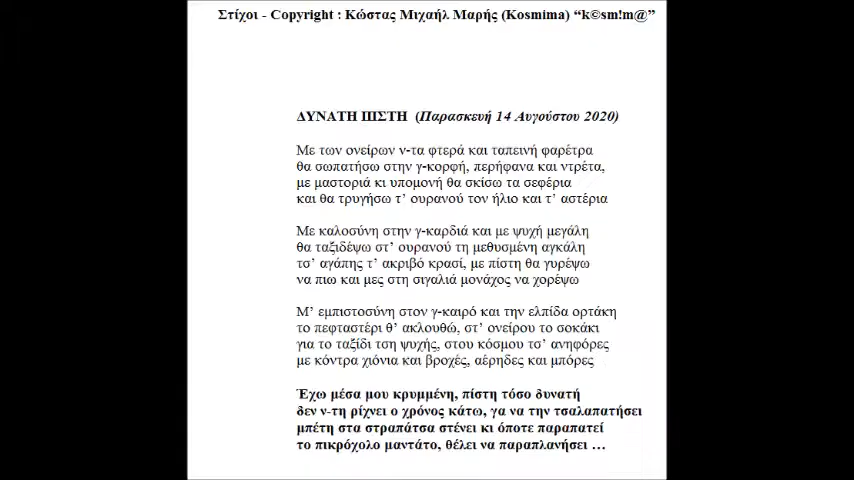 Στίχοι - Copyright : Κώστας Μιχαήλ Μαρής (Kosmima) “k©sm!m@”
ΔΥΝΑΤΗ ΠΙΣΤΗ (Παρασκευή 14 Αυγούστου 2020)
Με των ονείρων ν-τα φτερά και ταπεινή φαρέτρα
θα σωπατήσω στην γ-κορφή, περήφανα και ντρέτα,
με μαστοριά κι υπομονή θα σκίσω τα σεφέρια
και θα τρυγήσω τ’ ουρανού τον ήλιο και τ’ αστέρια
Με καλοσύνη στην γ-καρδιά και με ψυχή μεγάλη
θα ταξιδέψω στ’ ουρανού τη μεθυσμένη αγκάλη
τσ’ αγάπης τ’ ακριβό κρασί, με πίστη θα γυρέψω
να πιω και μες στη σιγαλιά μονάχος να χορέψω
Μ’ εμπιστοσύνη στον γ-καιρό και την ελπίδα ορτάκη
το πεφταστέρι θ’ ακλουθώ, στ’ ονείρου το σοκάκι
για το ταξίδι τση ψυχής, στου κόσμου τσ’ ανηφόρες
με κόντρα χιόνια και βροχές, αέρηδες και μπόρες
Έχω μέσα μου κρυμμένη, πίστη τόσο δυνατή
δεν ν-τη ρίχνει ο χρόνος κάτω, γα να την τσαλαπατήσει
μπέτη στα στραπάτσα στένει κι όποτε παραπατεί
το πικρόχολο μαντάτο, θέλει να παραπλανήσει …